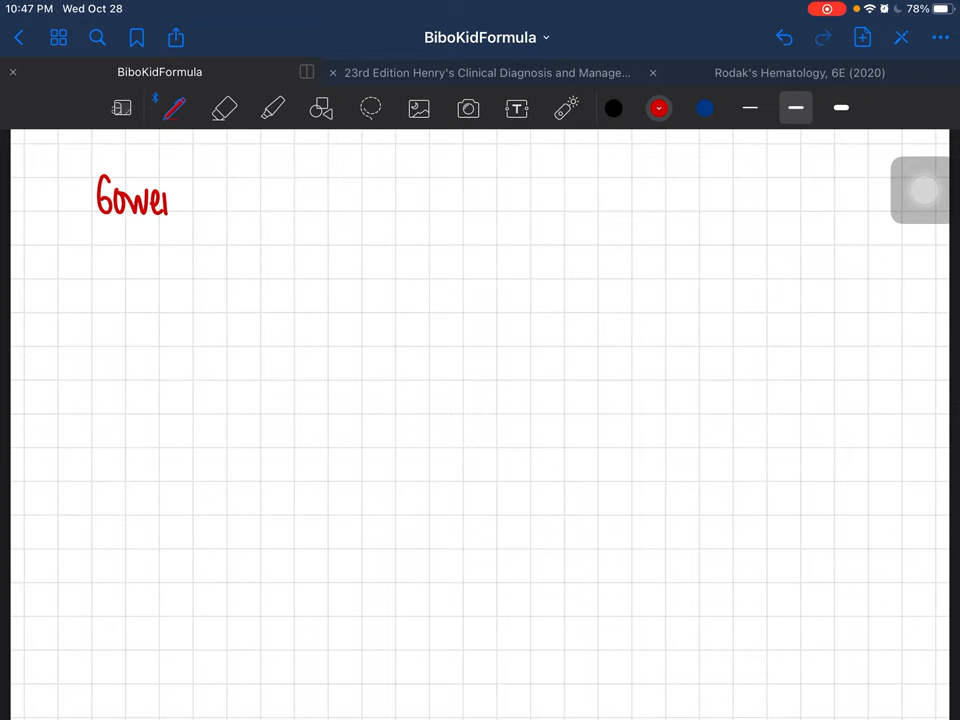 10:47 PM Wed Oct 28 78%
BiboKidFormula
BiboKidFormula 23rd Edition Henry's Clinical Diagnosis and Manage... Rodak's Hematology, 6E (2020)
Gower